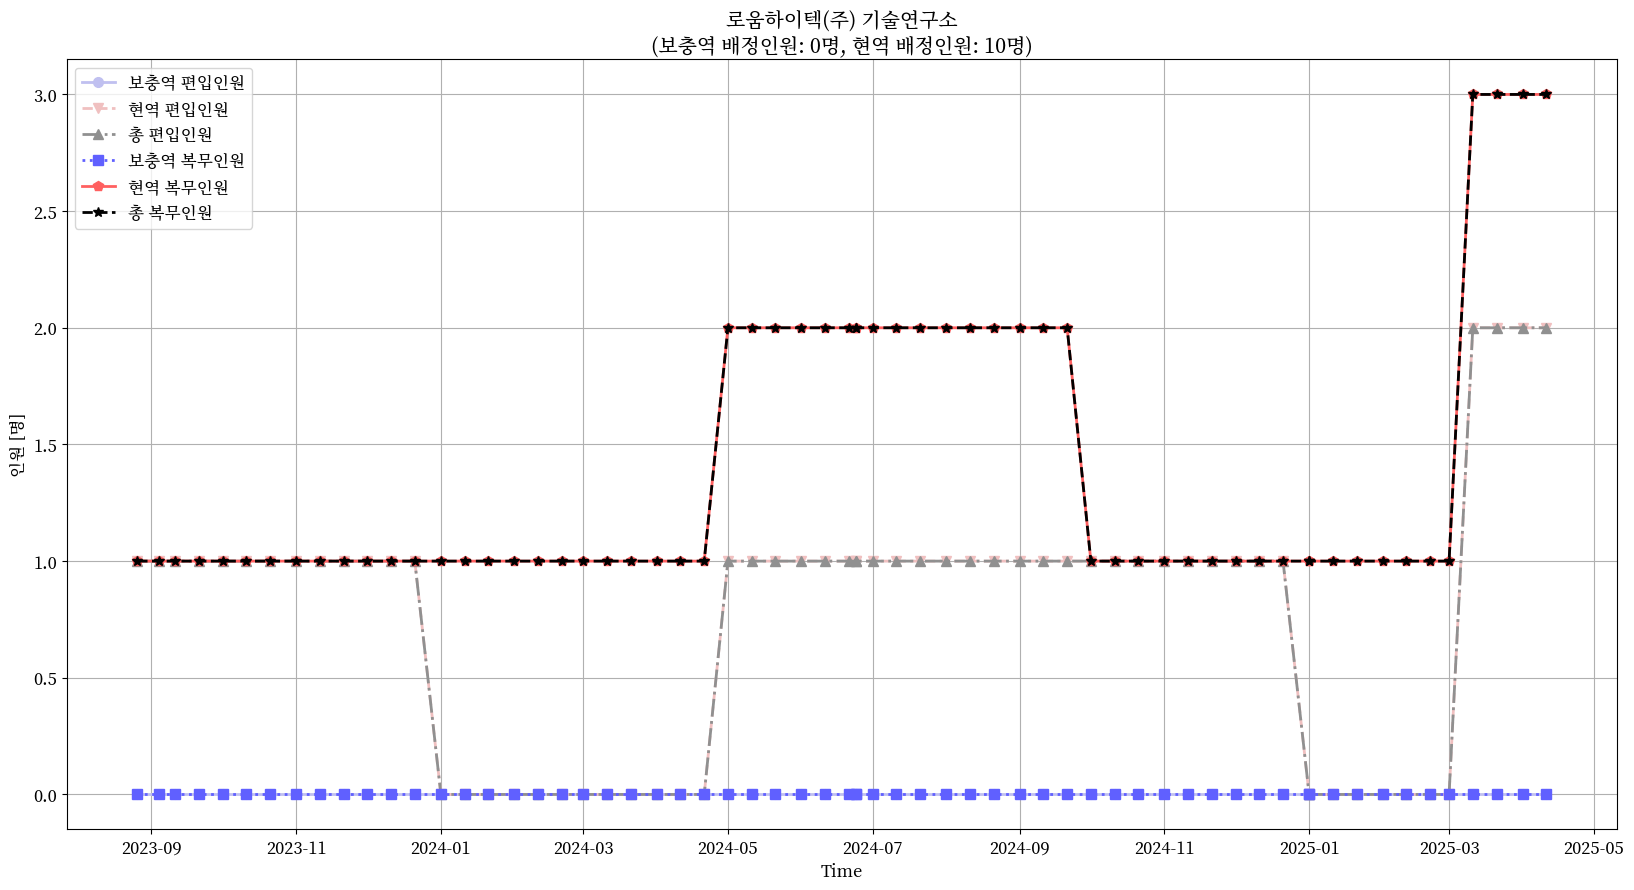 로움하이텍(주) 기술연구소
(보충역 배정인원: 0명, 현역 배정인원: 10명)
보충역 편입인원
현역 편입인원
총 편입인원
보충역 복무인원
현역 복무인원
총 복무인원
인원 [명]
3.0
2.5
2.0
1.5
1.0
0.5
0.0
2023-09
2023-11
2024-01
2024-03
2024-05
2024-07
2024-09
2024-11
2025-01
2025-03
2025-05
Time